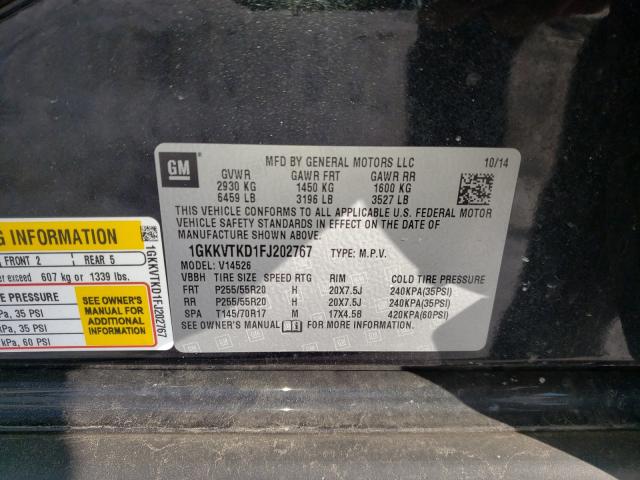 GM
MFD BY GENERAL MOTORS LLC 10/14
GVWR GAWR FRT GAWR RR
2930 KG 1450 KG 1600 KG
6459 LB 3196 LB 3527 LB
THIS VEHICLE CONFORMS TO ALL APPLICABLE U.S. FEDERAL MOTOR
VEHICLE SAFETY STANDARDS IN EFFECT ON THE DATE OF
MANUFACTURE SHOWN ABOVE.
1GKKVTKD1FJ202767 TYPE: M.P.V.
MODEL: V14526
VBBH TIRE SIZE SPEED RTG RIM COLD TIRE PRESSURE
FRT P255/55R20 H 20X7.5J 240KPA(35PSI)
RR P255/55R20 H 20X7.5J 240KPA(35PSI)
SPA T145/70R17 M 17X4.5B 420KPA(60PSI)
SEE OWNER'S MANUAL FOR MORE INFORMATION.
GM GM GM
G INFORMATION
FRONT 2 REAR 5
exceed 607 kg or 1339 lbs.
E PRESSURE
a, 35 PSI
a, 35 PSI
kPa, 60 PSI
SEE OWNER'S
MANUAL FOR
ADDITIONAL
INFORMATION
1GKKVTKD1FJ202767